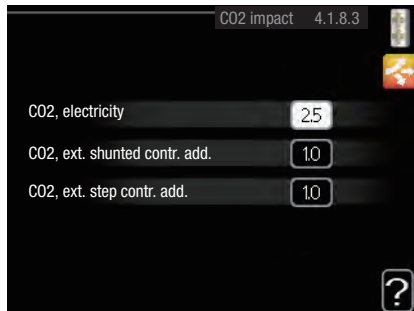 CO2 impact 4.1.8.3
CO2, electricity 2.5
CO2, ext. shunted contr. add. 1.0
CO2, ext. step contr. add. 1.0
?